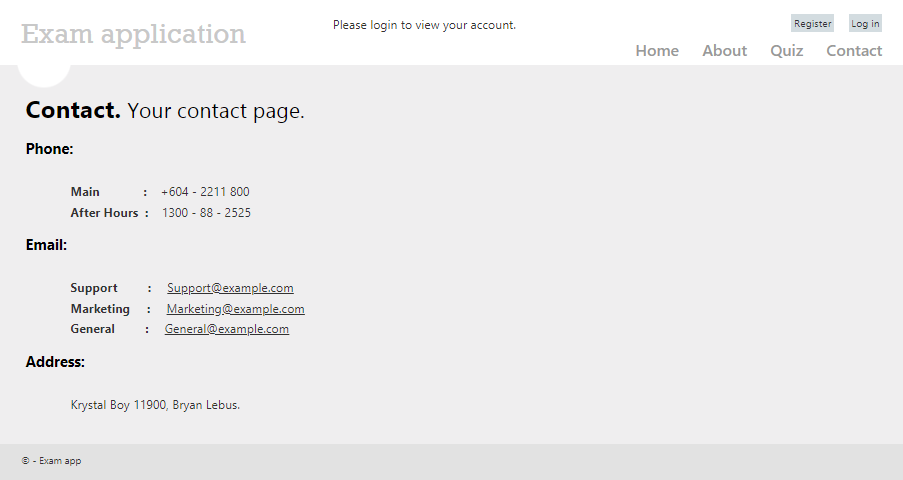 Exam application
Please login to view your account.
Register Log in
Home About Quiz Contact
Contact. Your contact page.
Phone:
Main : +604 - 2211 800
After Hours : 1300 - 88 - 2525
Email:
Support : Support@example.com
Marketing : Marketing@example.com
General : General@example.com
Address:
Krystal Boy 11900, Bryan Lebus.
© - Exam app